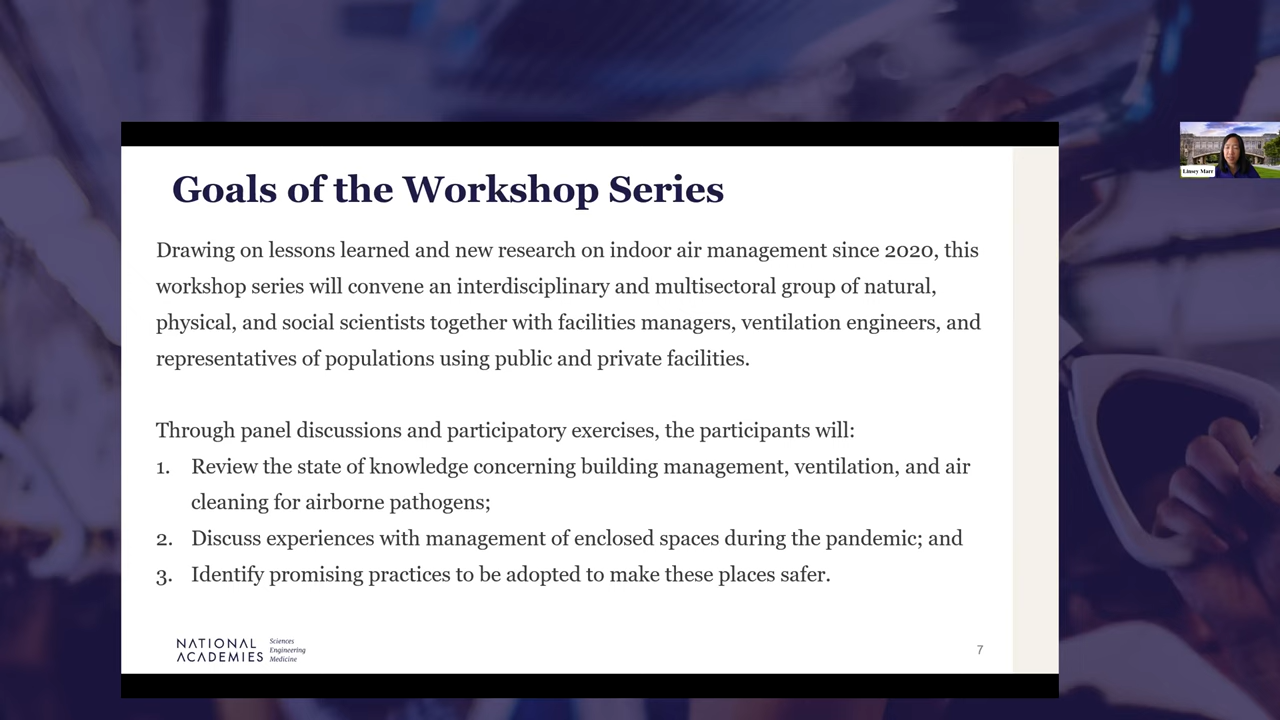 Goals of the Workshop Series
Drawing on lessons learned and new research on indoor air management since 2020, this
workshop series will convene an interdisciplinary and multisectoral group of natural,
physical, and social scientists together with facilities managers, ventilation engineers, and
representatives of populations using public and private facilities.
Through panel discussions and participatory exercises, the participants will:
1. Review the state of knowledge concerning building management, ventilation, and air
cleaning for airborne pathogens;
2. Discuss experiences with management of enclosed spaces during the pandemic; and
3. Identify promising practices to be adopted to make these places safer.
NATIONAL
ACADEMIES
Sciences
Engineering
Medicine
7
Linsey Marr